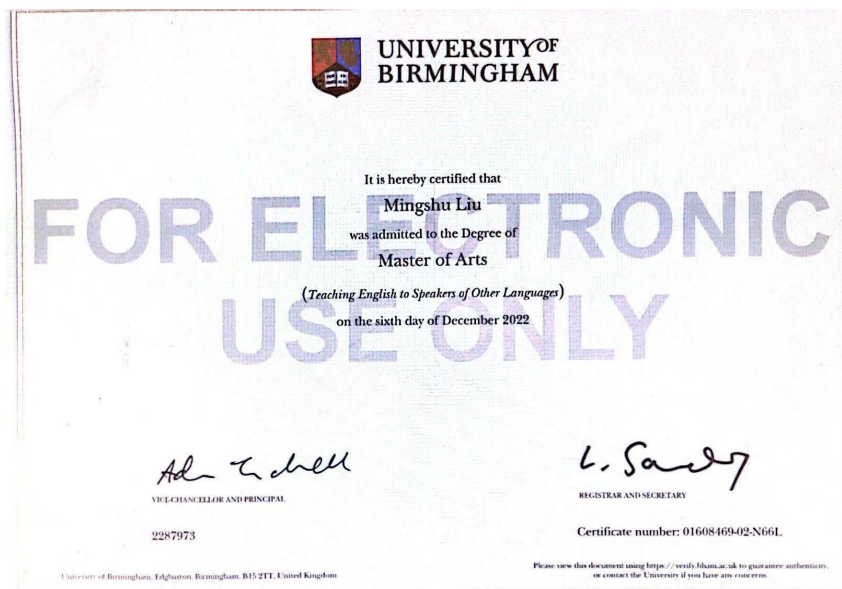 UNIVERSITY OF
BIRMINGHAM
It is hereby certified that
Mingshu Liu
was admitted to the Degree of
Master of Arts
(Teaching English to Speakers of Other Languages)
on the sixth day of December 2022
FOR ELECTRONIC
USE ONLY
VICE-CHANCELLOR AND PRINCIPAL
2287973
L. Sandy
REGISTRAR AND SECRETARY
Certificate number: 01608469-02-N66L
University of Birmingham, Edgbaston, Birmingham, B15 2TT, United Kingdom
Please view this document using https://verify.bham.ac.uk to guarantee authenticity,
or contact the University if you have any concerns.